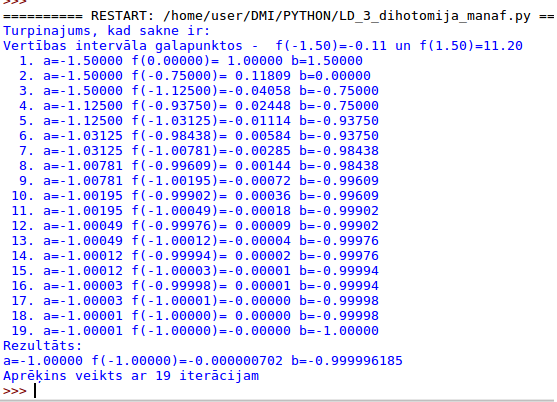 >>>
========== RESTART: /home/user/DMI/PYTHON/LD_3_dihotomija_manaf.py ==
Turpinajums, kad sakne ir:
Vertības intervāla galapunktos -  f(-1.50)=-0.11 un f(1.50)=11.20
  1. a=-1.50000 f(0.00000)= 1.00000 b=1.50000
  2. a=-1.50000 f(-0.75000)= 0.11809 b=0.00000
  3. a=-1.50000 f(-1.12500)=-0.04058 b=-0.75000
  4. a=-1.12500 f(-0.93750)= 0.02448 b=-0.75000
  5. a=-1.12500 f(-1.03125)=-0.01114 b=-0.93750
  6. a=-1.03125 f(-0.98438)= 0.00584 b=-0.93750
  7. a=-1.03125 f(-1.00781)=-0.00285 b=-0.98438
  8. a=-1.00781 f(-0.99609)= 0.00144 b=-0.98438
  9. a=-1.00781 f(-1.00195)=-0.00072 b=-0.99609
 10. a=-1.00195 f(-0.99902)= 0.00036 b=-0.99609
 11. a=-1.00195 f(-1.00049)=-0.00018 b=-0.99902
 12. a=-1.00049 f(-0.99976)= 0.00009 b=-0.99902
 13. a=-1.00049 f(-1.00012)=-0.00004 b=-0.99976
 14. a=-1.00012 f(-0.99994)= 0.00002 b=-0.99976
 15. a=-1.00012 f(-1.00003)=-0.00001 b=-0.99994
 16. a=-1.00003 f(-0.99998)= 0.00001 b=-0.99994
 17. a=-1.00003 f(-1.00001)=-0.00000 b=-0.99998
 18. a=-1.00001 f(-1.00000)= 0.00000 b=-0.99998
 19. a=-1.00001 f(-1.00000)=-0.00000 b=-1.00000
Rezultāts:
a=-1.00000 f(-1.00000)=-0.000000702 b=-0.999996185
Aprēķins veikts ar 19 iterācijam
>>>